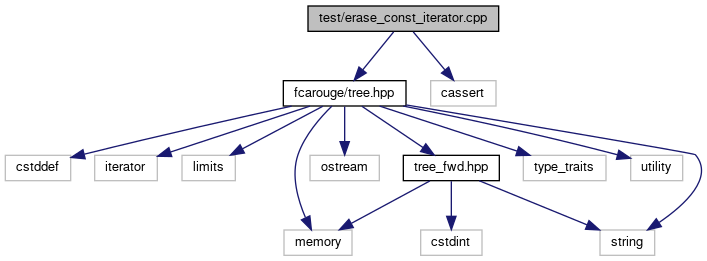 test/erase_const_iterator.cpp
fcarouge/tree.hpp
cassert
cstddef
iterator
limits
ostream
tree_fwd.hpp
type_traits
utility
memory
cstdint
string